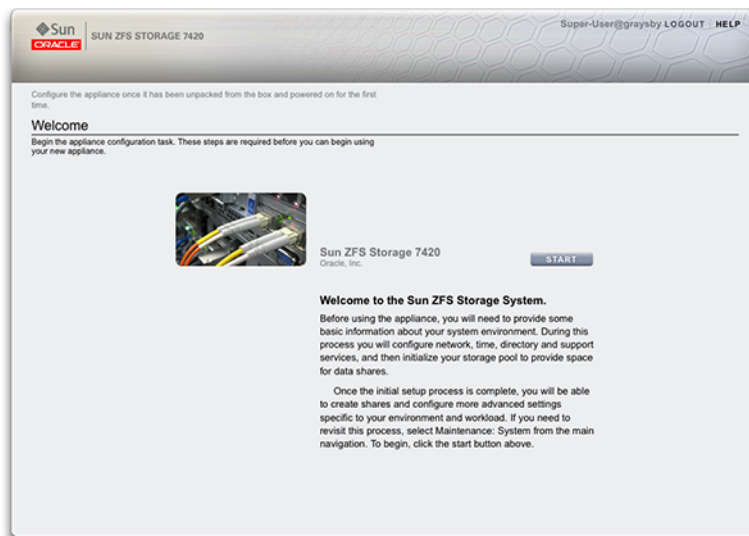 Sun
ORACLE
SUN ZFS STORAGE 7420
Super-User@graysby LOGOUT HELP
Configure the appliance once it has been unpacked from the box and powered on for the first
time.
Welcome
Begin the appliance configuration task. These steps are required before you can begin using
your new appliance.
Sun ZFS Storage 7420
Oracle, Inc.
START
Welcome to the Sun ZFS Storage System.
Before using the appliance, you will need to provide some
basic information about your system environment. During this
process you will configure network, time, directory and support
services, and then initialize your storage pool to provide space
for data shares.
Once the initial setup process is complete, you will be able
to create shares and configure more advanced settings
specific to your environment and workload. If you need to
revisit this process, select Maintenance: System from the main
navigation. To begin, click the start button above.